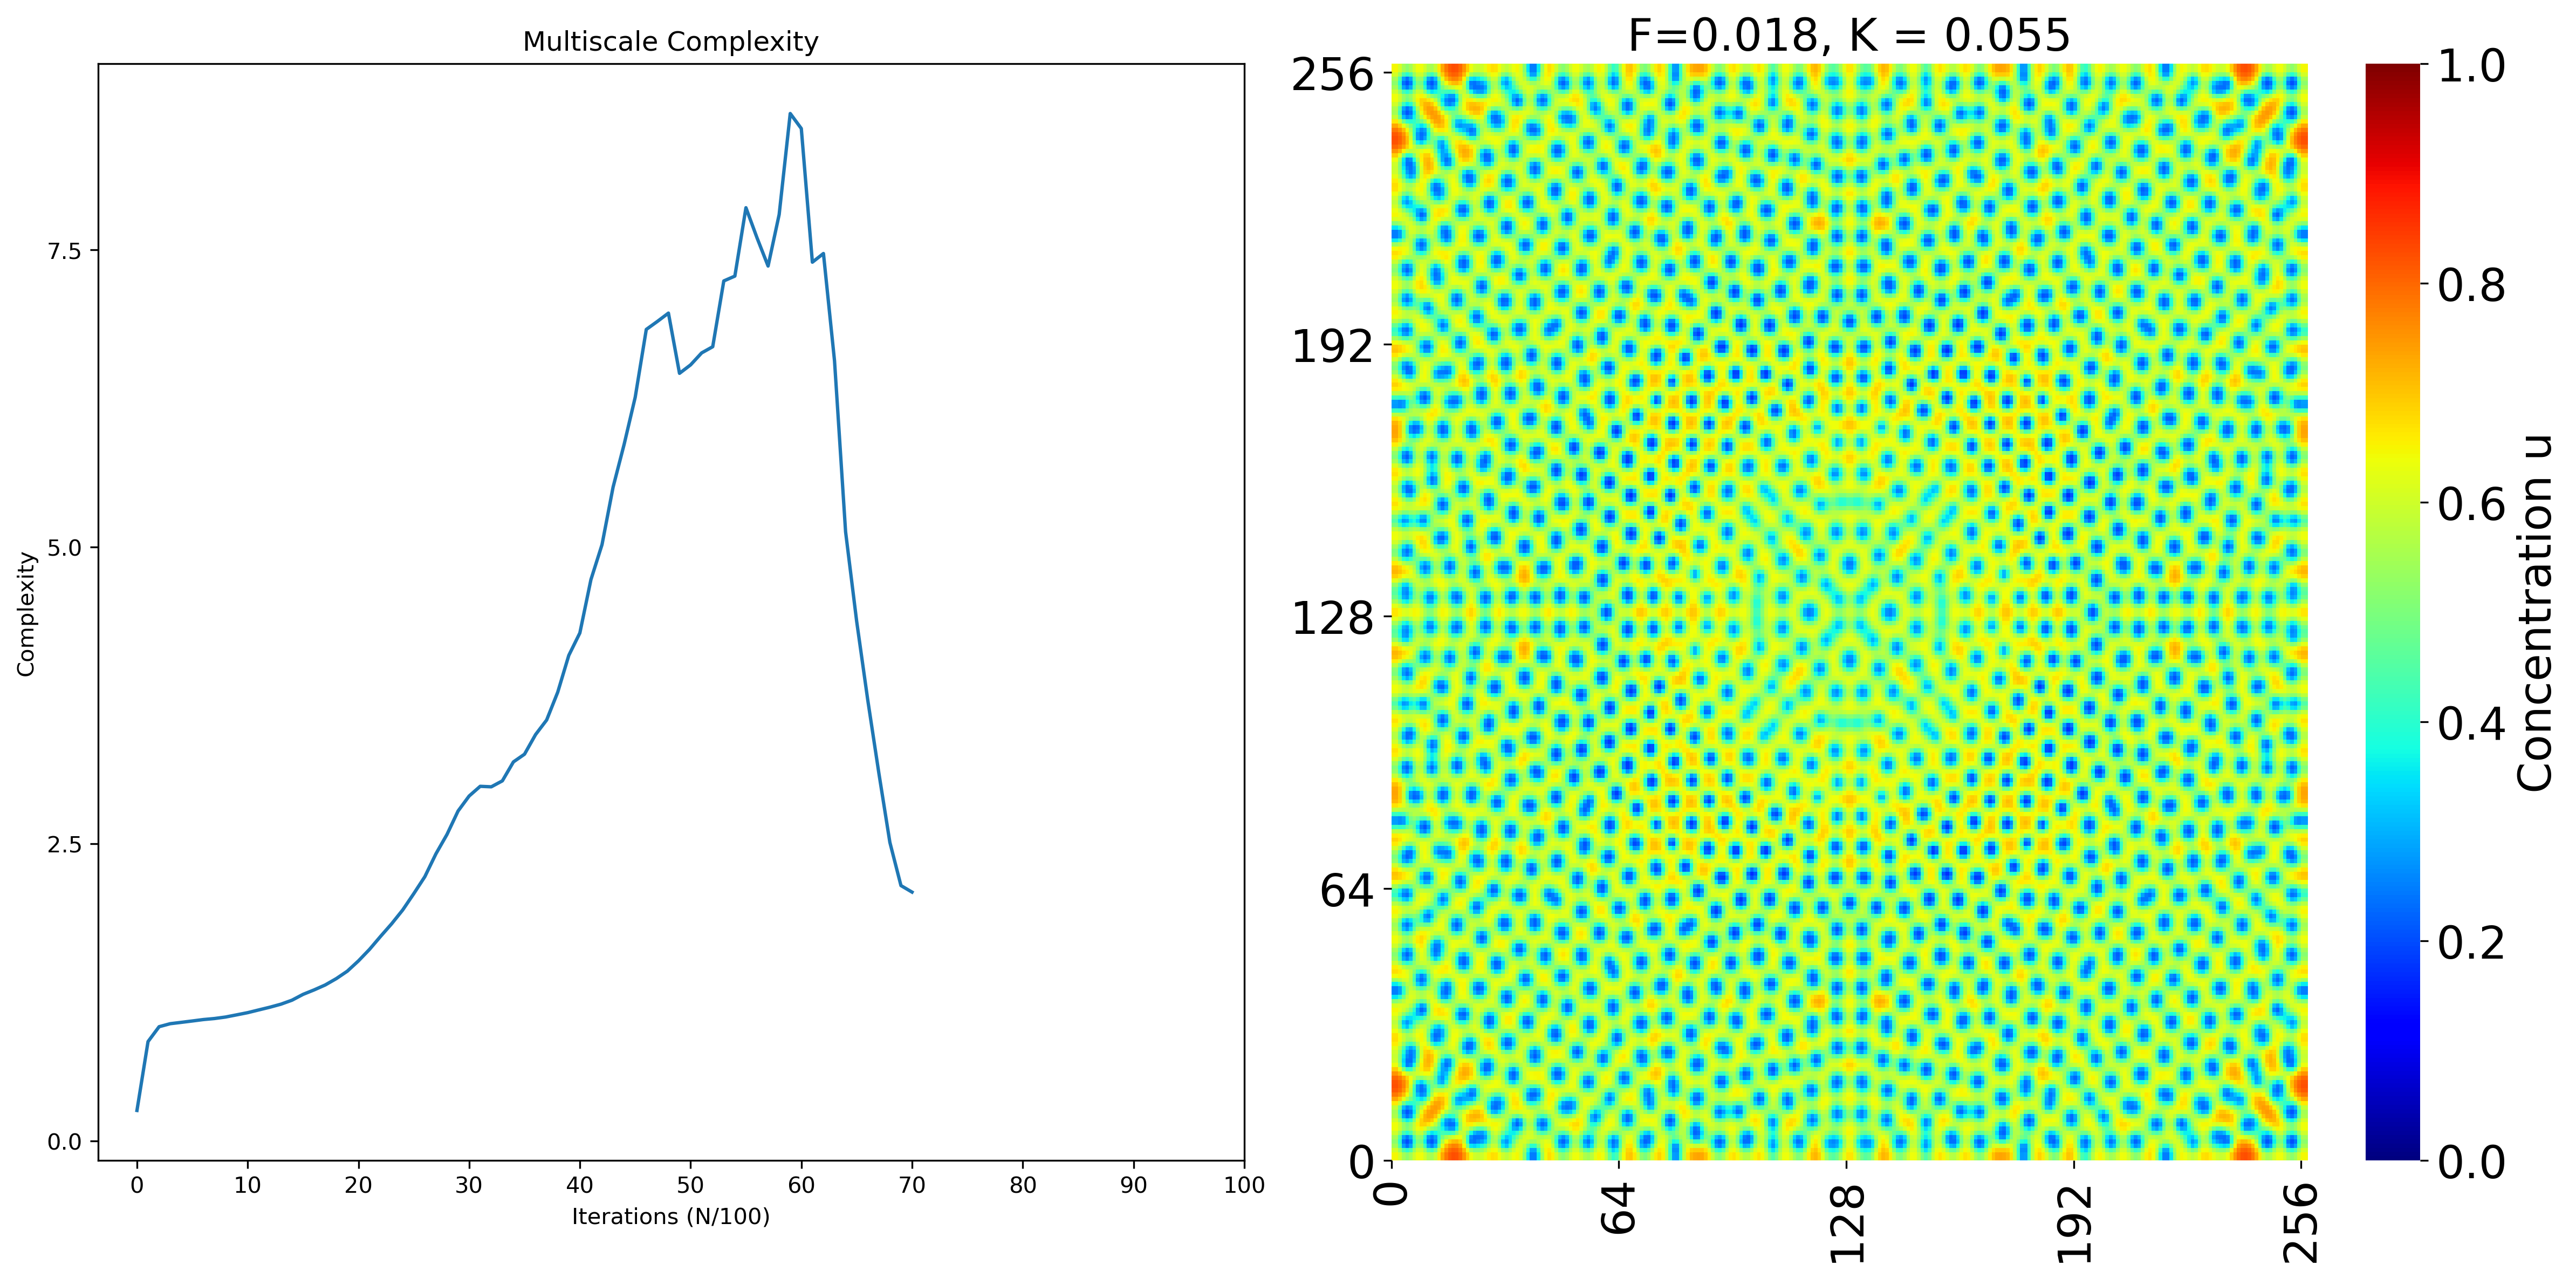 Multiscale Complexity
Complexity
7.5
5.0
2.5
0.0
0 10 20 30 40 50 60 70 80 90 100
Iterations (N/100)
F=0.018, K = 0.055
256
192
128
64
0
0 64 128 192 256
1.0
0.8
0.6
0.4
0.2
0.0
Concentration u